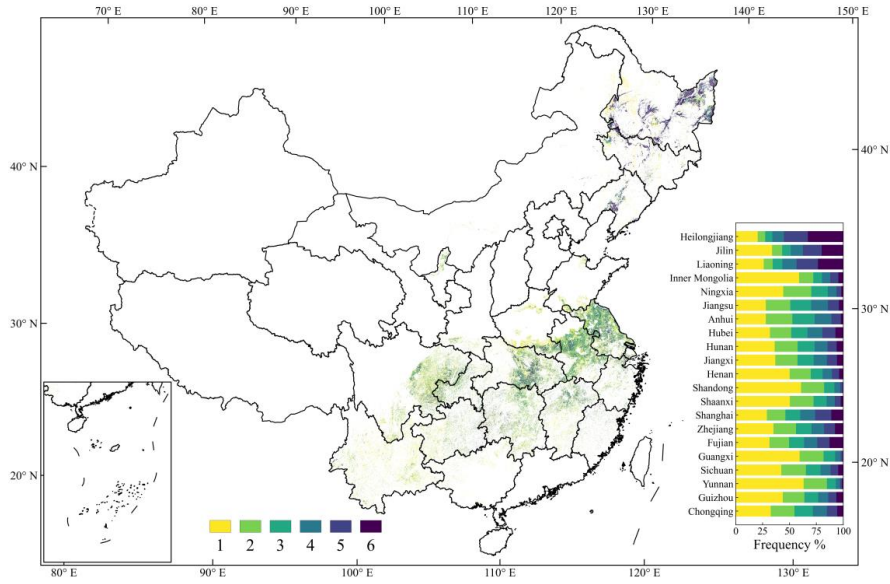 70° E 80° E 90° E 100° E 110° E 120° E 130° E 140° E 150° E
40° N 40° N
30° N 30° N
20° N 20° N
Heilongjiang
Jilin
Liaoning
Inner Mongolia
Ningxia
Jiangsu
Anhui
Hubei
Hunan
Jiangxi
Henan
Shandong
Shaanxi
Shanghai
Zhejiang
Fujian
Guangxi
Sichuan
Yunnan
Guizhou
Chongqing
0 25 50 75 100
Frequency %
1 2 3 4 5 6
80° E 90° E 100° E 110° E 120° E 130° E